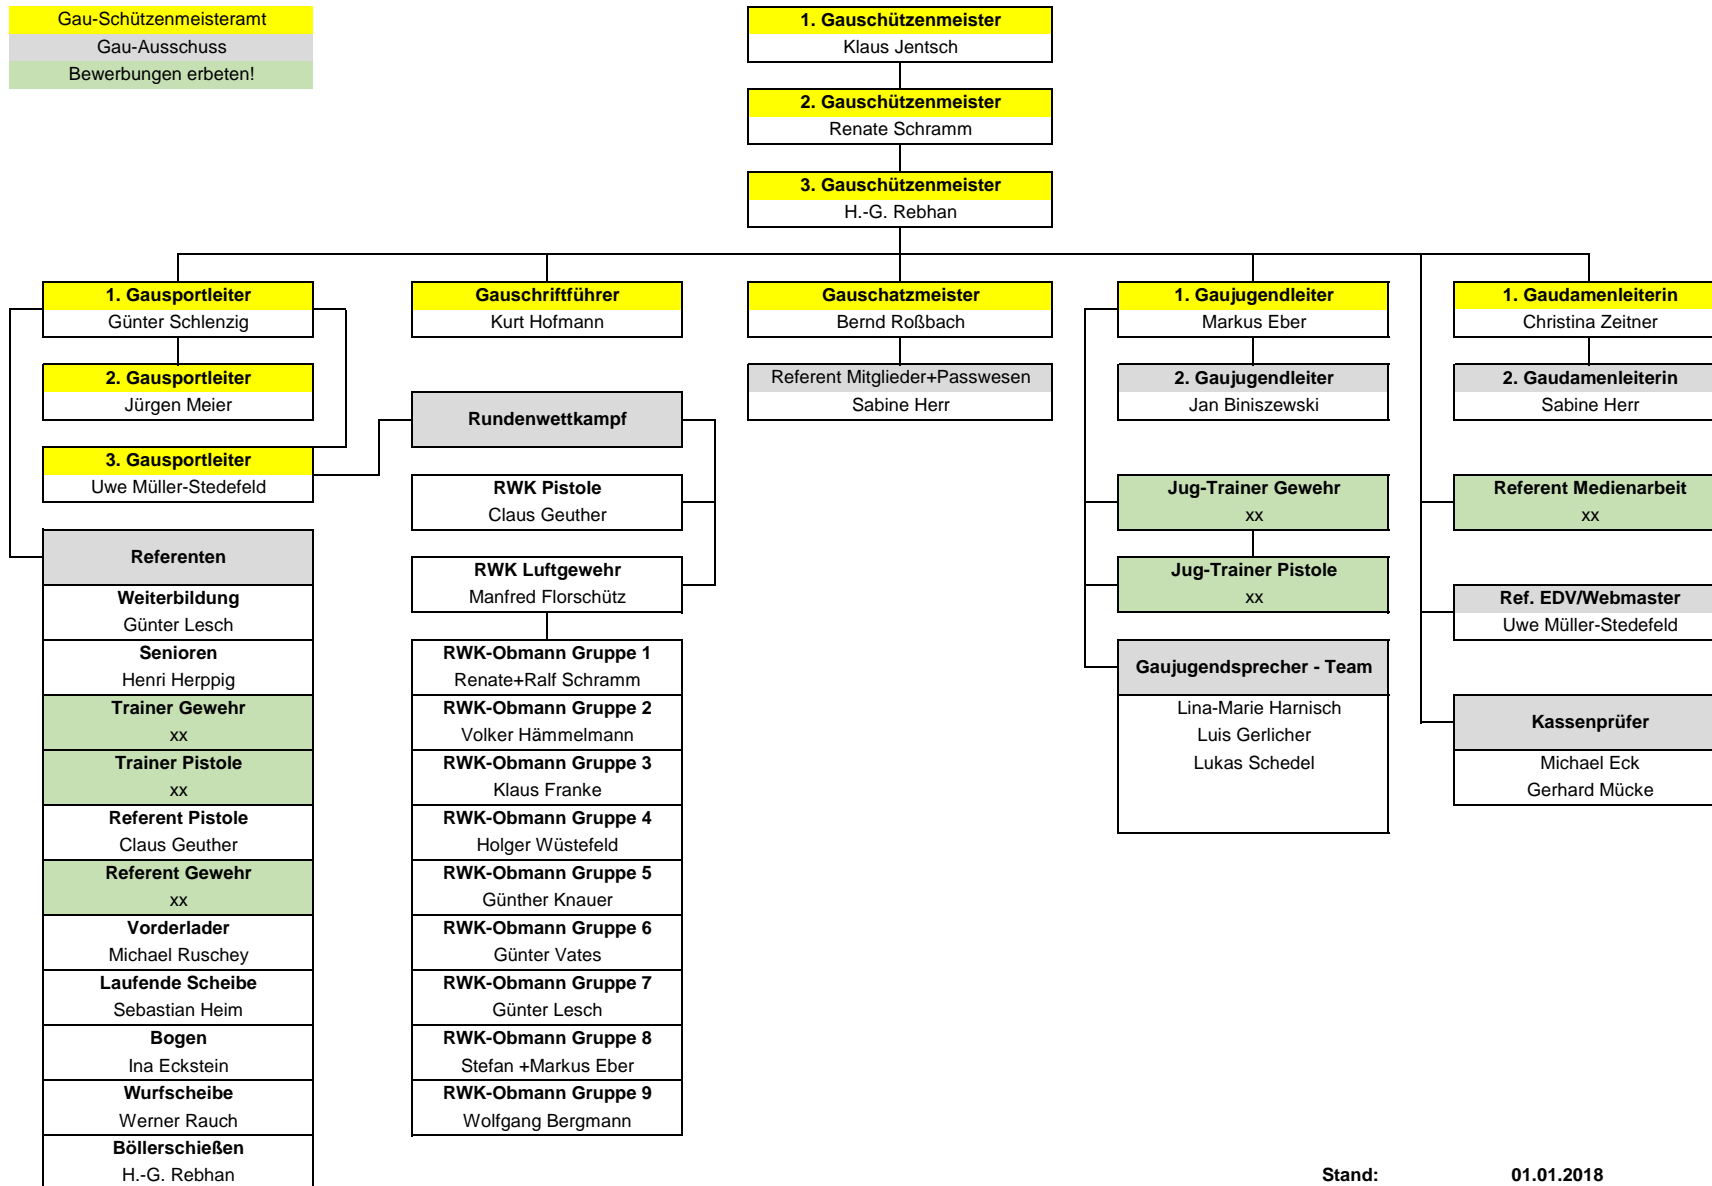 Gau-Schützenmeisteramt
Gau-Ausschuss
Bewerbungen erbeten!
1. Gauschützenmeister
Klaus Jentsch
2. Gauschützenmeister
Renate Schramm
3. Gauschützenmeister
H.-G. Rebhan
1. Gausportleiter
Günter Schlenzig
2. Gausportleiter
Jürgen Meier
3. Gausportleiter
Uwe Müller-Stedefeld
Referenten
Weiterbildung
Günter Lesch
Senioren
Henri Herppig
Trainer Gewehr
xx
Trainer Pistole
xx
Referent Pistole
Claus Geuther
Referent Gewehr
xx
Vorderlader
Michael Ruschey
Laufende Scheibe
Sebastian Heim
Bogen
Ina Eckstein
Wurfscheibe
Werner Rauch
Böllerschießen
H.-G. Rebhan
Gauschriftführer
Kurt Hofmann
Rundenwettkampf
RWK Pistole
Claus Geuther
RWK Luftgewehr
Manfred Florschütz
RWK-Obmann Gruppe 1
Renate+Ralf Schramm
RWK-Obmann Gruppe 2
Volker Hämmelmann
RWK-Obmann Gruppe 3
Klaus Franke
RWK-Obmann Gruppe 4
Holger Wüstefeld
RWK-Obmann Gruppe 5
Günther Knauer
RWK-Obmann Gruppe 6
Günter Vates
RWK-Obmann Gruppe 7
Günter Lesch
RWK-Obmann Gruppe 8
Stefan +Markus Eber
RWK-Obmann Gruppe 9
Wolfgang Bergmann
Gauschatzmeister
Bernd Roßbach
Referent Mitglieder+Passwesen
Sabine Herr
1. Gaujugendleiter
Markus Eber
2. Gaujugendleiter
Jan Biniszewski
Jug-Trainer Gewehr
xx
Jug-Trainer Pistole
xx
Gaujugendsprecher - Team
Lina-Marie Harnisch
Luis Gerlicher
Lukas Schedel
1. Gaudamenleiterin
Christina Zeitner
2. Gaudamenleiterin
Sabine Herr
Referent Medienarbeit
xx
Ref. EDV/Webmaster
Uwe Müller-Stedefeld
Kassenprüfer
Michael Eck
Gerhard Mücke
Stand: 01.01.2018